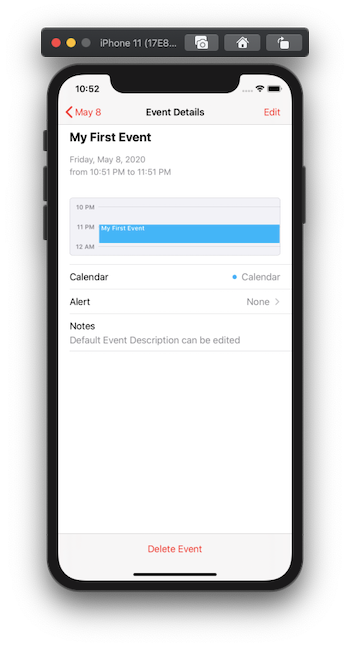 iPhone 11 (17E8...
10:52
May 8 Event Details Edit
My First Event
Friday, May 8, 2020
from 10:51 PM to 11:51 PM
10 PM
11 PM My First Event
12 AM
Calendar Calendar
Alert None
Notes
Default Event Description can be edited
Delete Event